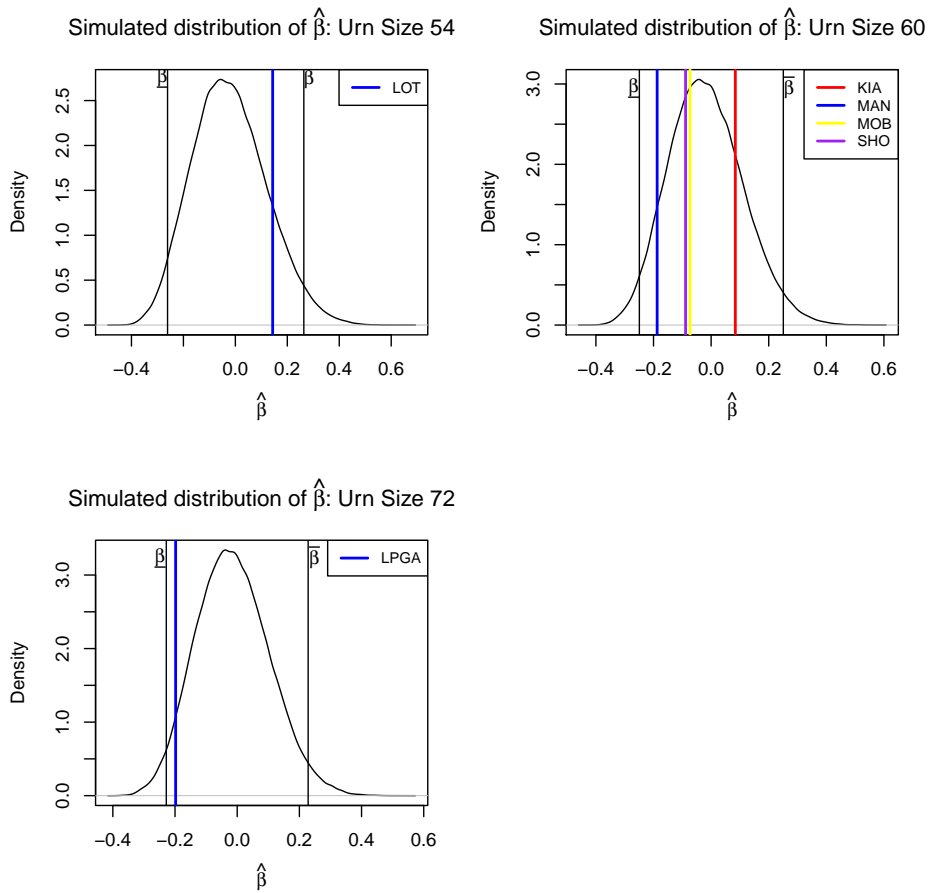 Simulated distribution of β̂: Urn Size 54
β
β
LOT
2.5
2.0
1.5
1.0
0.5
0.0
Density
−0.4
0.0
0.2
0.4
0.6
β̂
Simulated distribution of β̂: Urn Size 60
β
β
KIA
MAN
MOB
SHO
3.0
2.0
1.0
0.0
Density
−0.4
−0.2
0.0
0.2
0.4
0.6
β̂
Simulated distribution of β̂: Urn Size 72
β
β
LPGA
3.0
2.0
1.0
0.0
Density
−0.4
−0.2
0.0
0.2
0.4
0.6
β̂